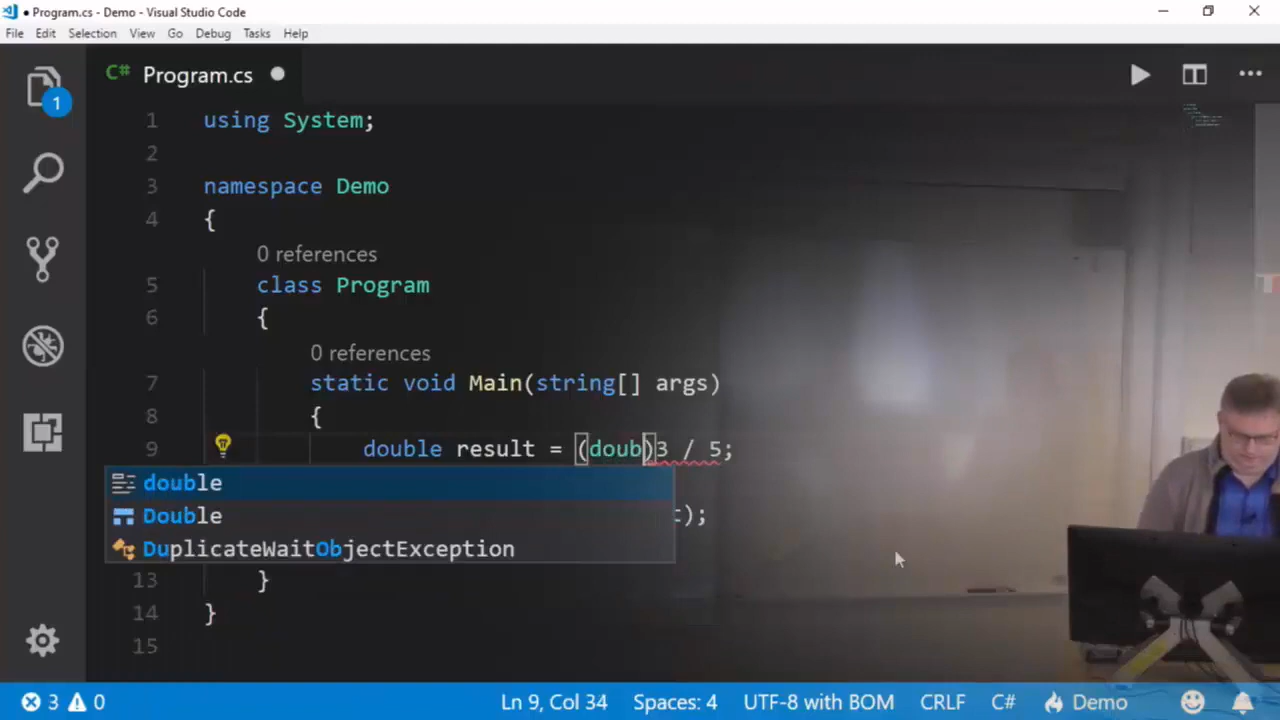 Program.cs - Demo - Visual Studio Code
File Edit Selection View Go Debug Tasks Help
1
C# Program.cs
1 using System;
2
3 namespace Demo
4 {
0 references
5 class Program
6 {
0 references
7 static void Main(string[] args)
8 {
9 double result = (doub)3 / 5;
double
Double
);
DuplicateWaitObjectException
13 }
14 }
15
3 0 Ln 9, Col 34 Spaces: 4 UTF-8 with BOM CRLF C# Demo